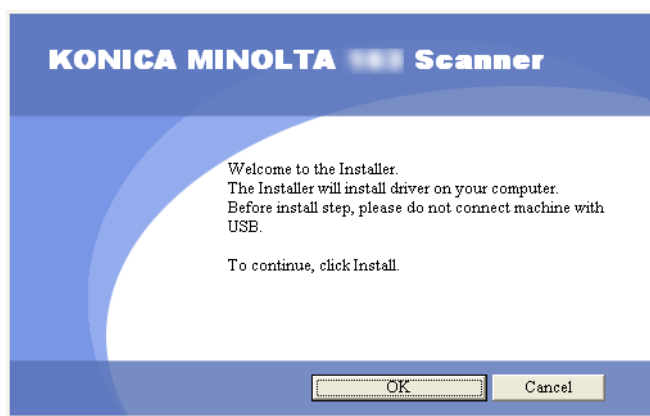 KONICA MINOLTA Scanner
Welcome to the Installer.
The Installer will install driver on your computer.
Before install step, please do not connect machine with
USB.
To continue, click Install.
OK Cancel